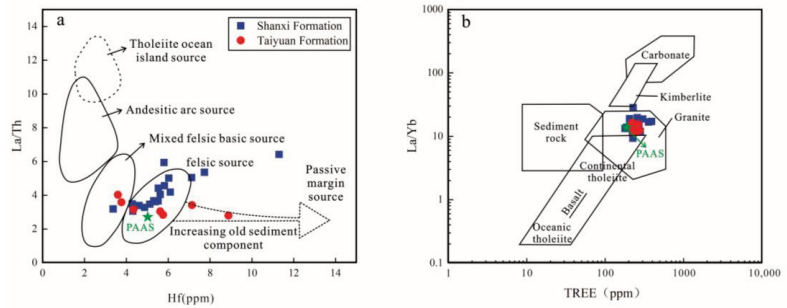 a
Shanxi Formation
Taiyuan Formation
Tholeiite ocean
island source
Andesitic arc source
Mixed felsic basic source
felsic source
Passive
margin
source
PAAS
Increasing old sediment
component
La/Th
14
12
10
8
6
4
2
0
0 2 4 6 8 10 12 14
Hf(ppm)
b
Carbonate
Kimberlite
Granite
Sediment
rock
PAAS
Continental
tholeiite
Basalt
Oceanic
tholeiite
La/Yb
100
100
10
1
0.1
1 10 100 1000 10,000
TREE (ppm)